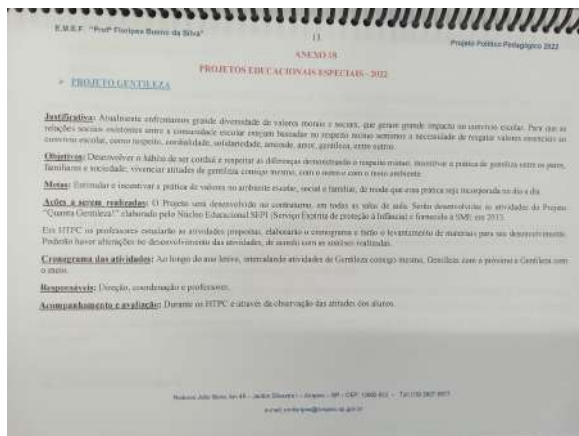 E.M.E.F. "Profª Floripes Bueno da Silva"
13
Projeto Político Pedagógico 2022
ANEXO 18
PROJETOS EDUCACIONAIS ESPECIAIS - 2022
➢ PROJETO GENTILEZA
Justificativa: Atualmente enfrentamos grande diversidade de valores morais e sociais, que geram grande impacto no convívio escolar. Para que as
relações sociais existentes entre a comunidade escolar estejam baseadas no respeito mútuo sentimos a necessidade de resgatar valores essenciais ao
convívio escolar, como respeito, cordialidade, solidariedade, amizade, amor, gentileza, entre outros.
Objetivos: Desenvolver o hábito de ser cordial e respeitar as diferenças demonstrando o respeito mútuo; incentivar a prática de gentileza entre os pares,
familiares e sociedade; vivenciar atitudes de gentileza consigo mesmo, com o outro e com o meio ambiente.
Metas: Estimular e incentivar a prática de valores no ambiente escolar, social e familiar, de modo que essa prática seja incorporada no dia a dia.
Ações a serem realizadas: O Projeto será desenvolvido no contraturno, em todas as salas de aula. Serão desenvolvidas as atividades do Projeto
"Quanta Gentileza!" elaborado pelo Núcleo Educacional SEPI (Serviço Espírita de proteção à Infância) e fornecido à SME em 2013.
Em HTPC os professores estudarão as atividades propostas, elaborarão o cronograma e farão o levantamento de materiais para seu desenvolvimento.
Poderão haver alterações no desenvolvimento das atividades, de acordo com as análises realizadas.
Cronograma das atividades: Ao longo do ano letivo, intercalando atividades de Gentileza consigo mesmo, Gentileza com o próximo e Gentileza com
o meio.
Responsáveis: Direção, coordenação e professores.
Acompanhamento e avaliação: Durante os HTPC e através da observação das atitudes dos alunos.